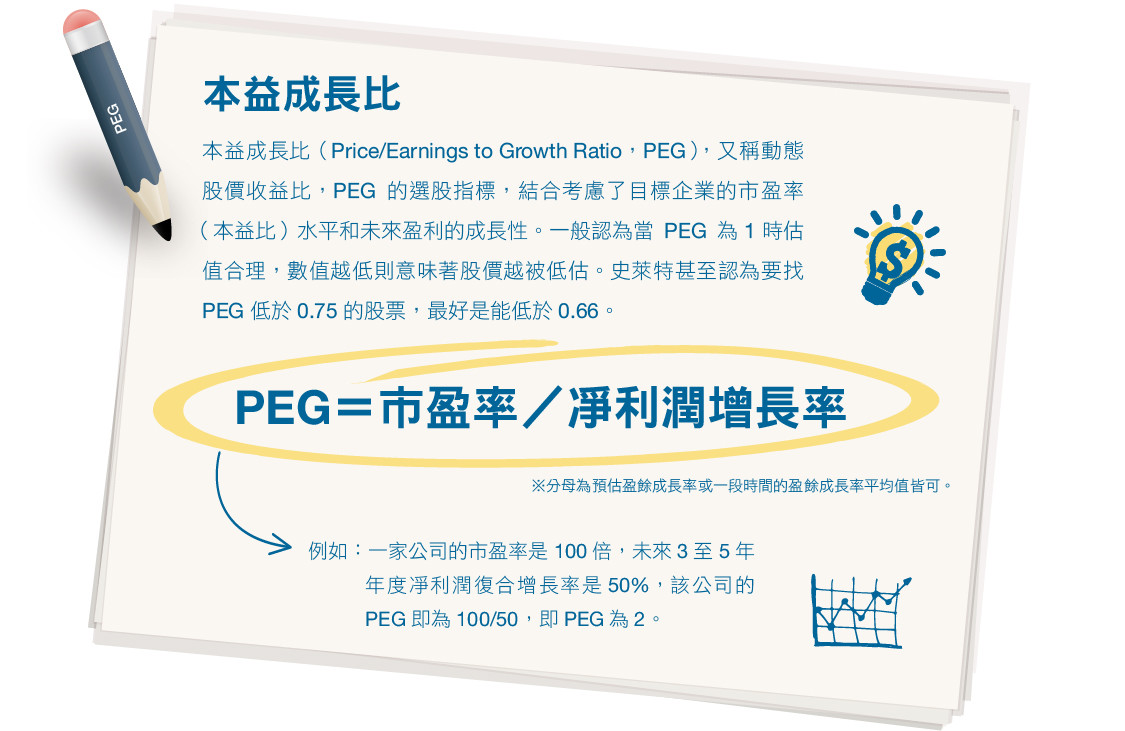 PEG
本益成長比
本益成長比（Price/Earnings to Growth Ratio，PEG），又稱動態
股價收益比，PEG 的選股指標，結合考慮了目標企業的市盈率
（本益比）水平和未來盈利的成長性。一般認為當 PEG 為 1 時估
值合理，數值越低則意味著股價越被低估。史萊特甚至認為要找
PEG 低於 0.75 的股票，最好是能低於 0.66。
PEG＝市盈率／凈利潤增長率
※分母為預估盈餘成長率或一段時間的盈餘成長率平均值皆可。
例如：一家公司的市盈率是 100 倍，未來 3 至 5 年
年度凈利潤復合增長率是 50%，該公司的
PEG 即為 100/50，即 PEG 為 2。